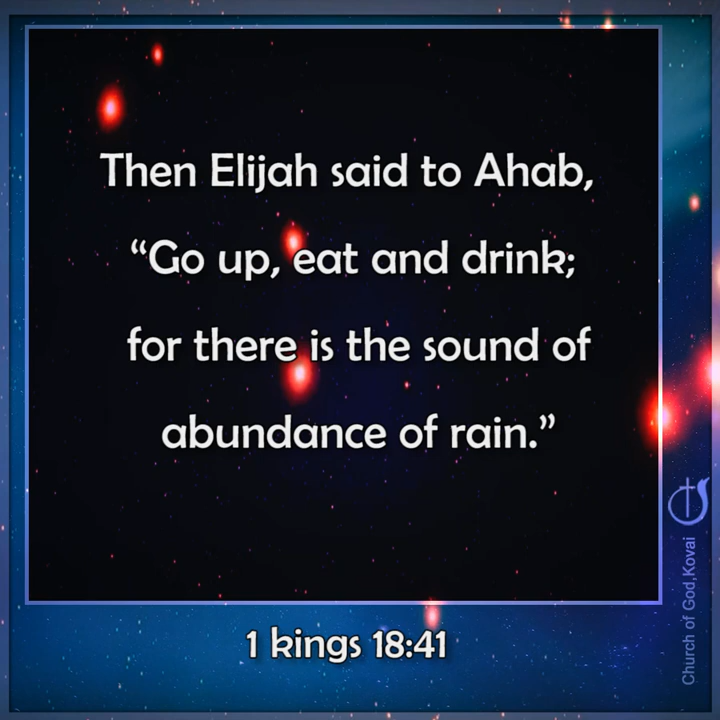 Then Elijah said to Ahab,
“Go up, eat and drink;
for there is the sound of
abundance of rain.”
1 kings 18:41
Church of God,Kovai